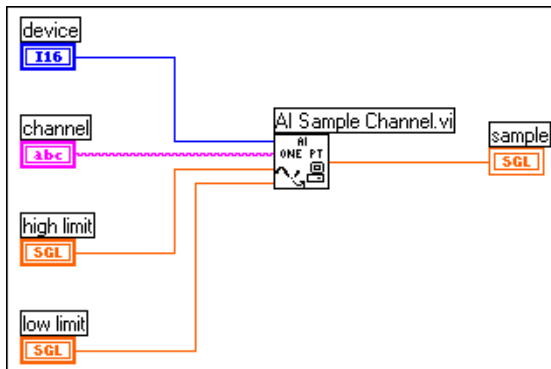 device
I16
channel
abc
high limit
SGL
low limit
SGL
AI Sample Channel.vi
AI
ONE PT
sample
SGL